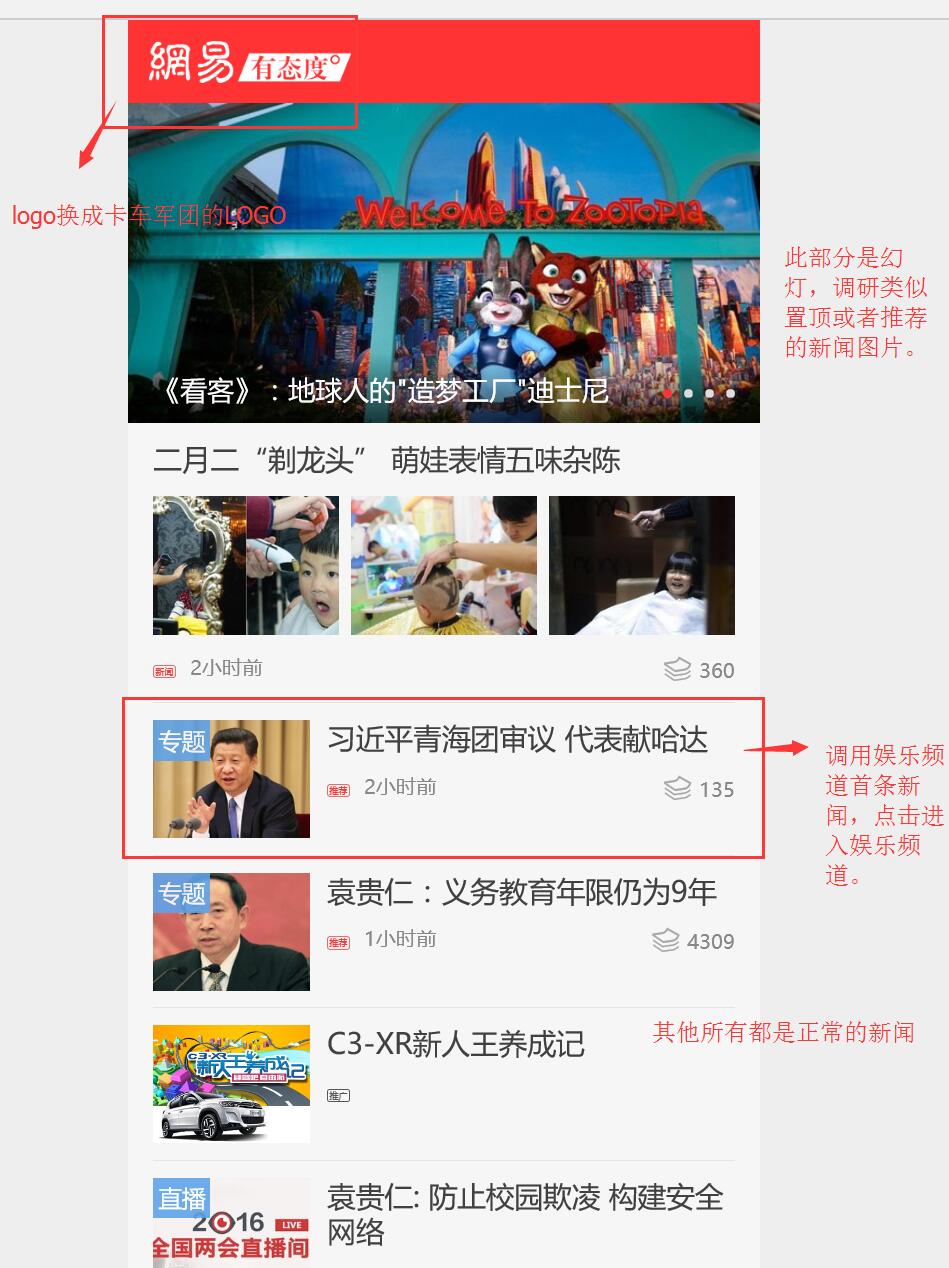 網易 有态度°
logo换成卡车军团的LOGO
WELCOME TO ZOOTOPIA
此部分是幻
灯，调研类似
置顶或者推荐
的新闻图片。
《看客》：地球人的"造梦工厂"迪士尼
二月二“剃龙头” 萌娃表情五味杂陈
新闻 2小时前 360
专题
习近平青海团审议 代表献哈达
推荐 2小时前 135
调用娱乐频
道首条新
闻，点击进
入娱乐频
道。
专题
袁贵仁：义务教育年限仍为9年
推荐 1小时前 4309
其他所有都是正常的新闻
C3-XR
新人王养成记
C3-XR新人王养成记
推广
直播
袁贵仁: 防止校园欺凌 构建安全
网络
2016 LIVE
全国两会直播间